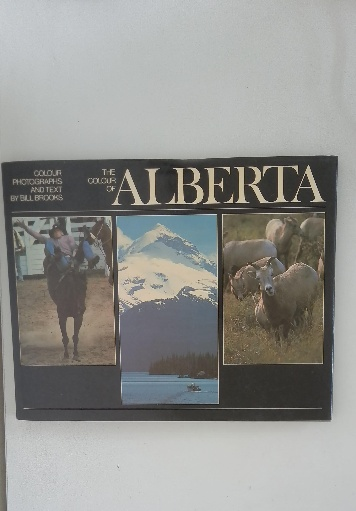 COLOUR
PHOTOGRAPHS
AND TEXT
BY BILL BROOKS
THE
COLOUR
OF
ALBERTA